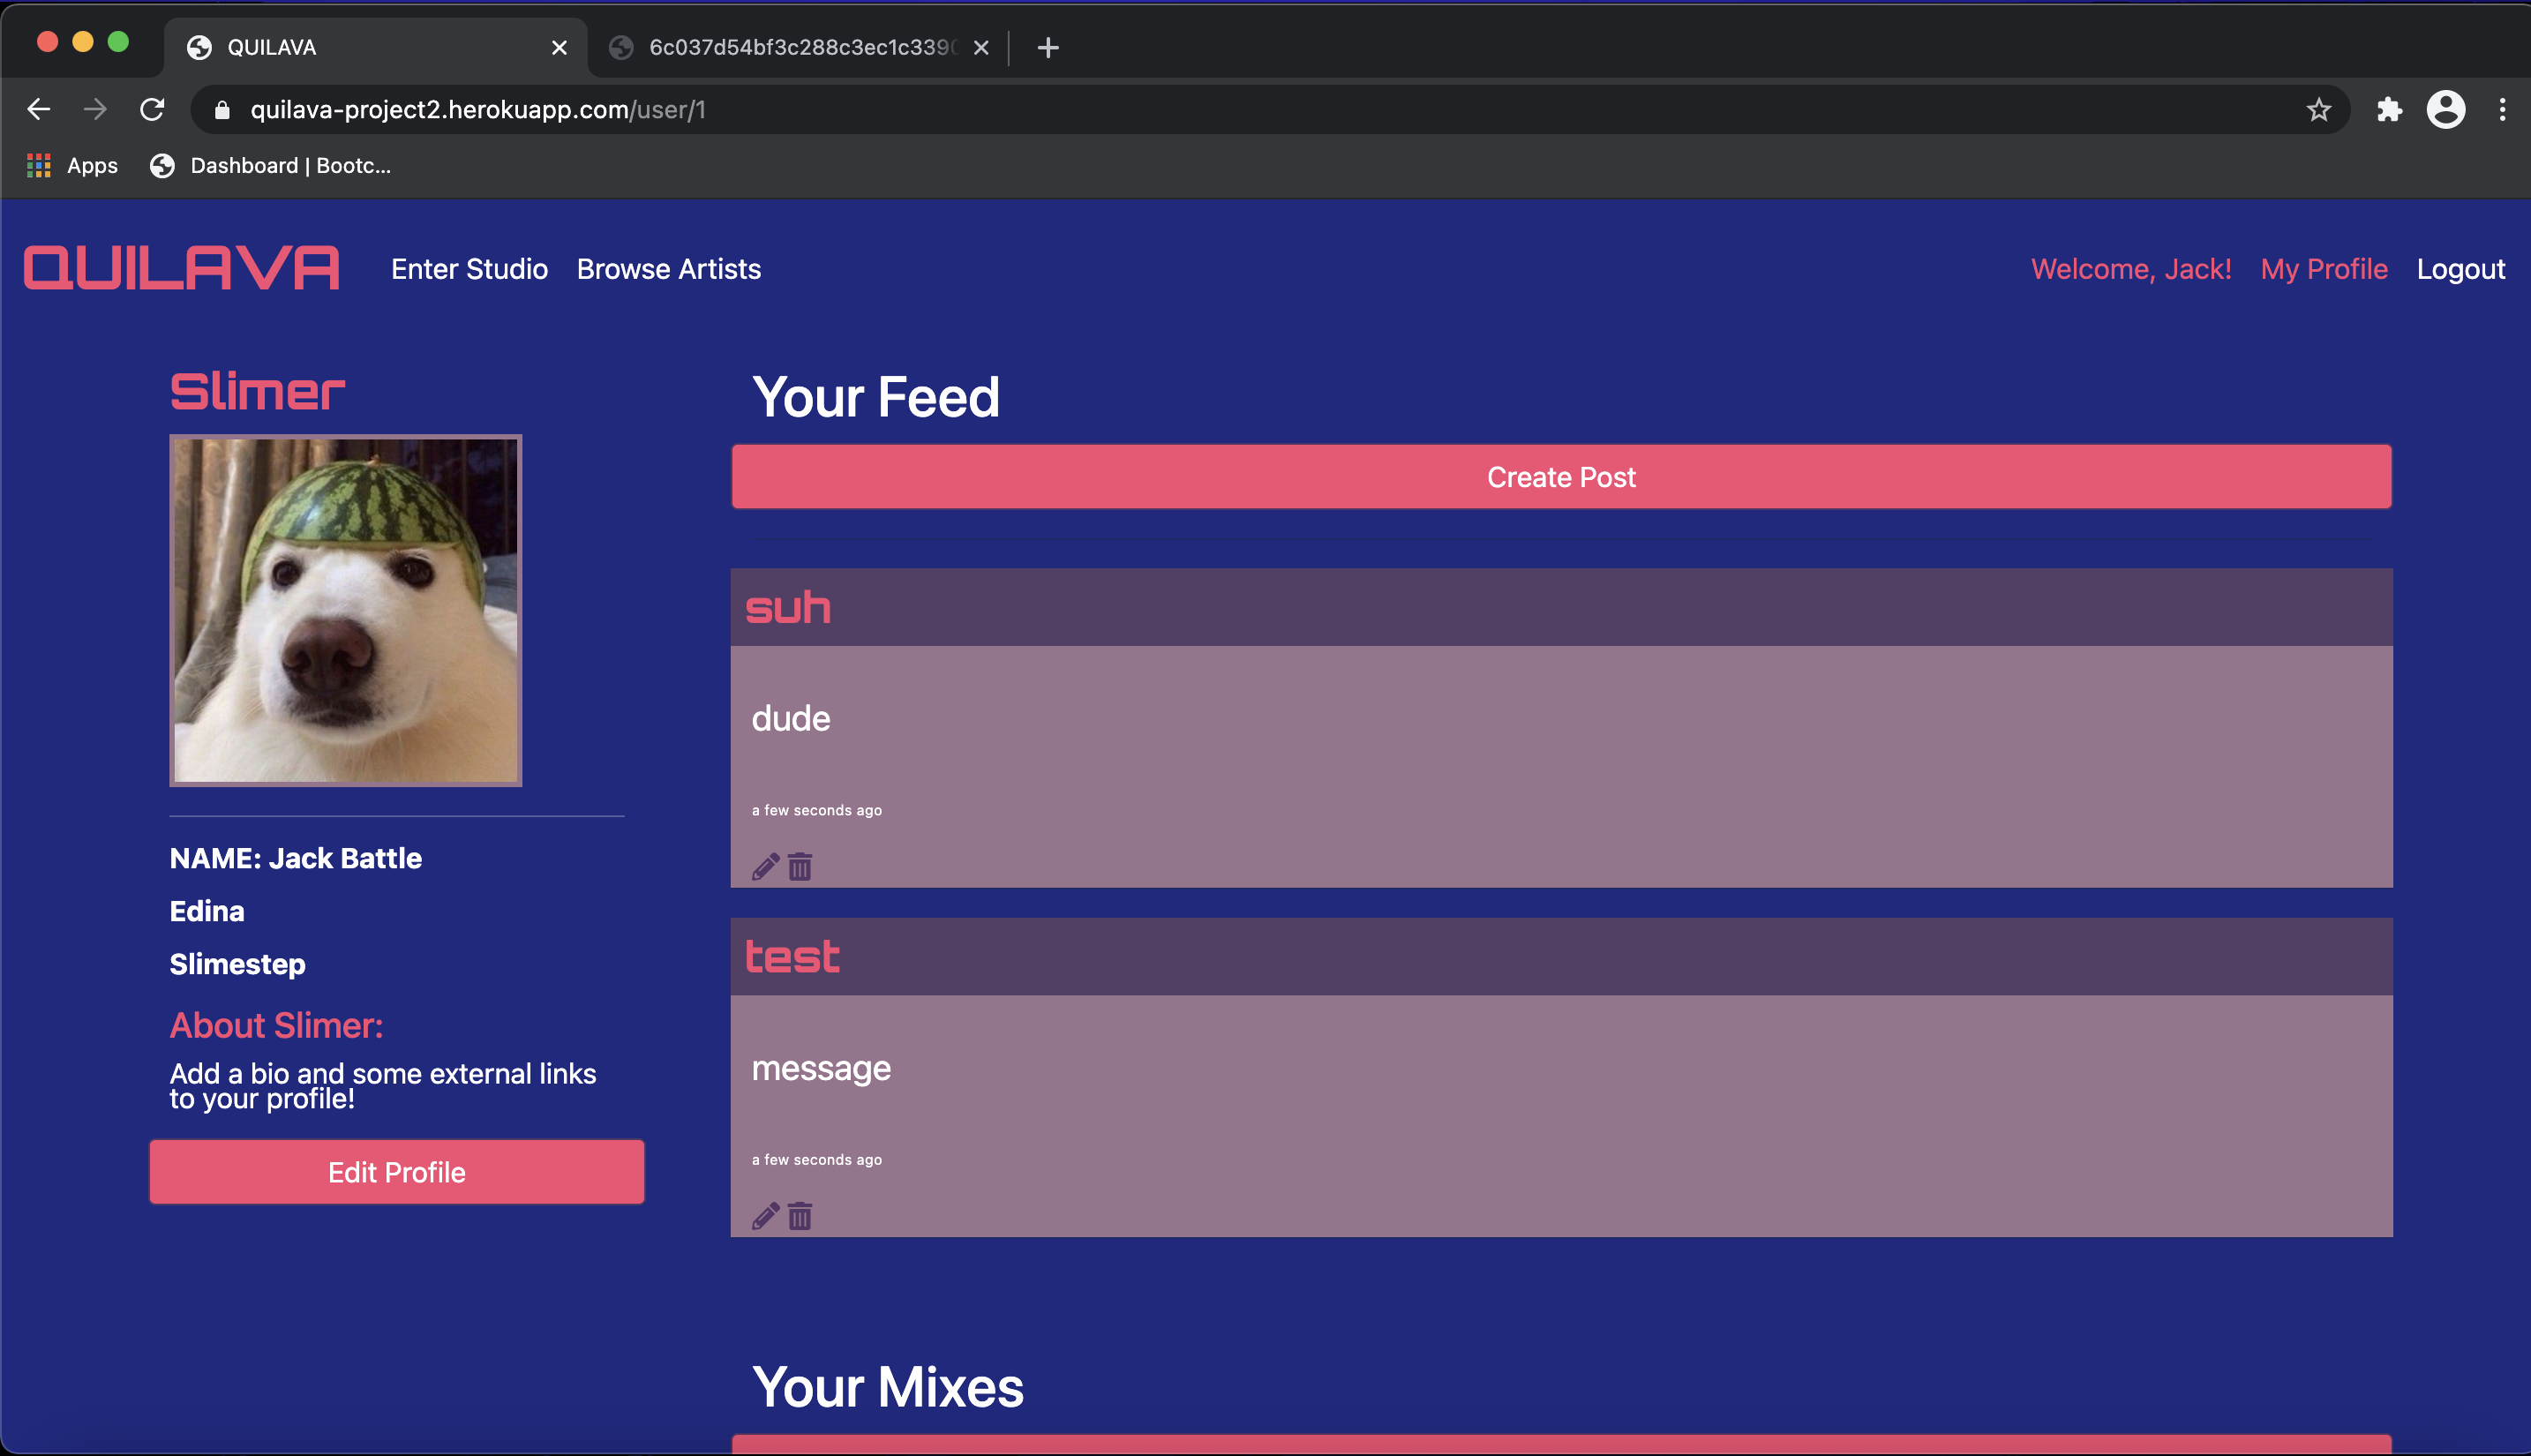 QUILAVA
6c037d54bf3c288c3ec1c339
quilava-project2.herokuapp.com/user/1
Apps
Dashboard | Bootc...
QUILAVA
Enter Studio
Browse Artists
Welcome, Jack!
My Profile
Logout
Slimer
NAME: Jack Battle
Edina
Slimestep
About Slimer:
Add a bio and some external links
to your profile!
Edit Profile
Your Feed
Create Post
suh
dude
a few seconds ago
test
message
a few seconds ago
Your Mixes